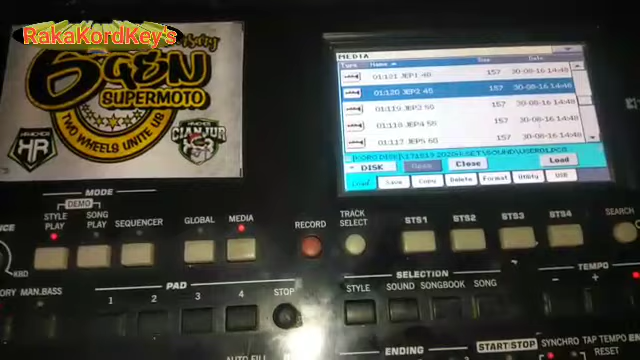 RakaKordKey's
Anniversary
6 GEN
SUPERMOTO
TWO WHEELS UNITE US
HR
CIANJUR
MEDIA
Type Name Size Date
01:121 JEP1 40 157 30-08-16 14:48
01:120 JEP2 45 157 30-08-16 14:48
01:119 JEP3 50 157 30-08-16 14:48
01:118 JEP4 55 157 30-08-16 14:48
01:117 JEP5 60 157 30-08-16 14:48
DISK Open Close Load
Load Save Copy Delete Format Utility USB
MODE
DEMO
STYLE PLAY
SONG PLAY
SEQUENCER
GLOBAL
MEDIA
RECORD
TRACK SELECT
STS1 STS2 STS3 STS4
SEARCH
KBD
MAN.BASS
PAD
1 2 3 4 STOP
SELECTION
STYLE SOUND SONGBOOK SONG
TEMPO
- +
ENDING
START|STOP
SYNCHRO
TAP TEMPO
RESET